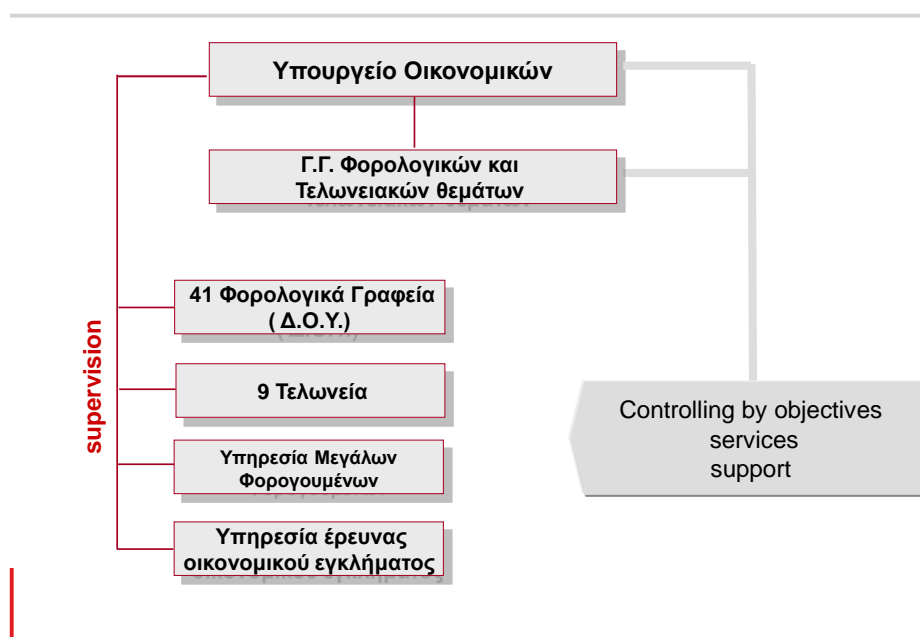 Υπουργείο Οικονομικών
Γ.Γ. Φορολογικών και
Τελωνειακών θεμάτων
supervision
41 Φορολογικά Γραφεία
( Δ.Ο.Υ.)
9 Τελωνεία
Υπηρεσία Μεγάλων
Φορογουμένων
Υπηρεσία έρευνας
οικονομικού εγκλήματος
Controlling by objectives
services
support